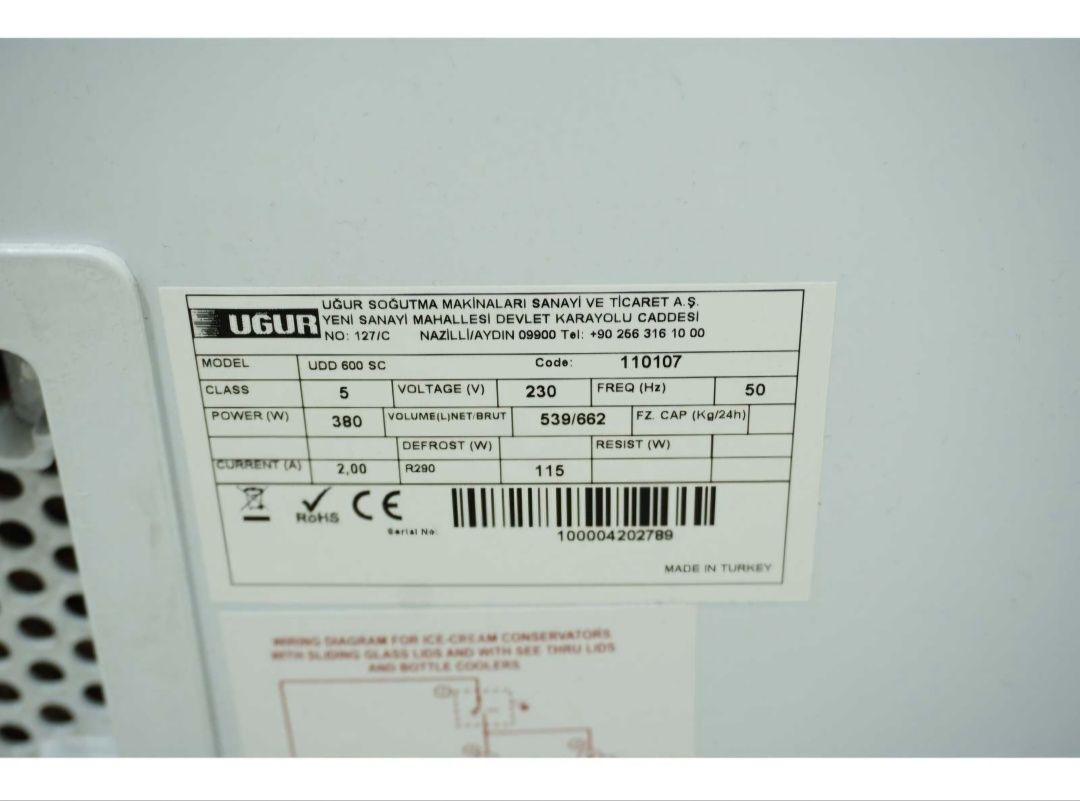 UĞUR
UĞUR SOĞUTMA MAKİNALARI SANAYİ VE TİCARET A.Ş.
YENİ SANAYİ MAHALLESİ DEVLET KARAYOLU CADDESİ
NO: 127/C NAZİLLİ/AYDIN 09900 Tel: +90 256 316 10 00
MODEL UDD 600 SC Code: 110107
CLASS 5 VOLTAGE (V) 230 FREQ (Hz) 50
POWER (W) 380 VOLUME(L)NET/BRUT 539/662 FZ. CAP (Kg/24h)
DEFROST (W) RESIST (W)
CURRENT (A) 2,00 R290 115
RoHS CE
Serial No:
100004202789
MADE IN TURKEY
WIRING DIAGRAM FOR ICE-CREAM CONSERVATORS
WITH SLIDING GLASS LIDS AND WITH SEE THRU LIDS
AND BOTTLE COOLERS